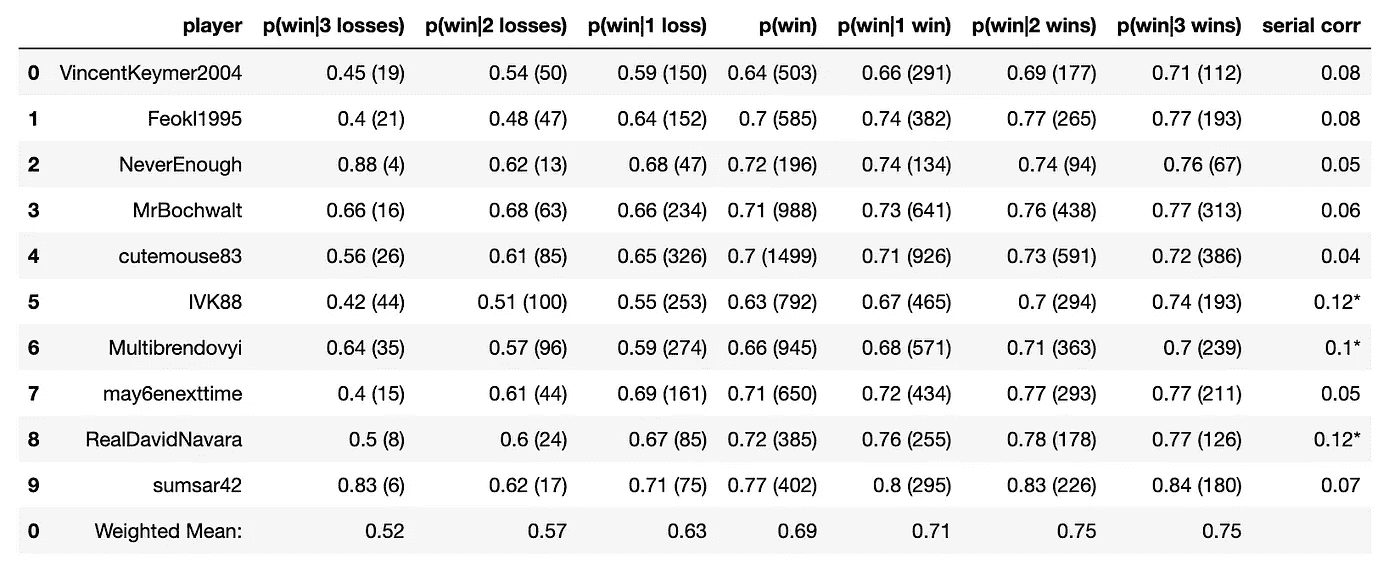 player p(win|3 losses) p(win|2 losses) p(win|1 loss) p(win) p(win|1 win) p(win|2 wins) p(win|3 wins) serial corr
0 VincentKeymer2004 0.45 (19) 0.54 (50) 0.59 (150) 0.64 (503) 0.66 (291) 0.69 (177) 0.71 (112) 0.08
1 Feokl1995 0.4 (21) 0.48 (47) 0.64 (152) 0.7 (585) 0.74 (382) 0.77 (265) 0.77 (193) 0.08
2 NeverEnough 0.88 (4) 0.62 (13) 0.68 (47) 0.72 (196) 0.74 (134) 0.74 (94) 0.76 (67) 0.05
3 MrBochwalt 0.66 (16) 0.68 (63) 0.66 (234) 0.71 (988) 0.73 (641) 0.76 (438) 0.77 (313) 0.06
4 cutemouse83 0.56 (26) 0.61 (85) 0.65 (326) 0.7 (1499) 0.71 (926) 0.73 (591) 0.72 (386) 0.04
5 IVK88 0.42 (44) 0.51 (100) 0.55 (253) 0.63 (792) 0.67 (465) 0.7 (294) 0.74 (193) 0.12*
6 Multibrendovyi 0.64 (35) 0.57 (96) 0.59 (274) 0.66 (945) 0.68 (571) 0.71 (363) 0.7 (239) 0.1*
7 may6enexttime 0.4 (15) 0.61 (44) 0.69 (161) 0.71 (650) 0.72 (434) 0.77 (293) 0.77 (211) 0.05
8 RealDavidNavara 0.5 (8) 0.6 (24) 0.67 (85) 0.72 (385) 0.76 (255) 0.78 (178) 0.77 (126) 0.12*
9 sumsar42 0.83 (6) 0.62 (17) 0.71 (75) 0.77 (402) 0.8 (295) 0.83 (226) 0.84 (180) 0.07
0 Weighted Mean: 0.52 0.57 0.63 0.69 0.71 0.75 0.75